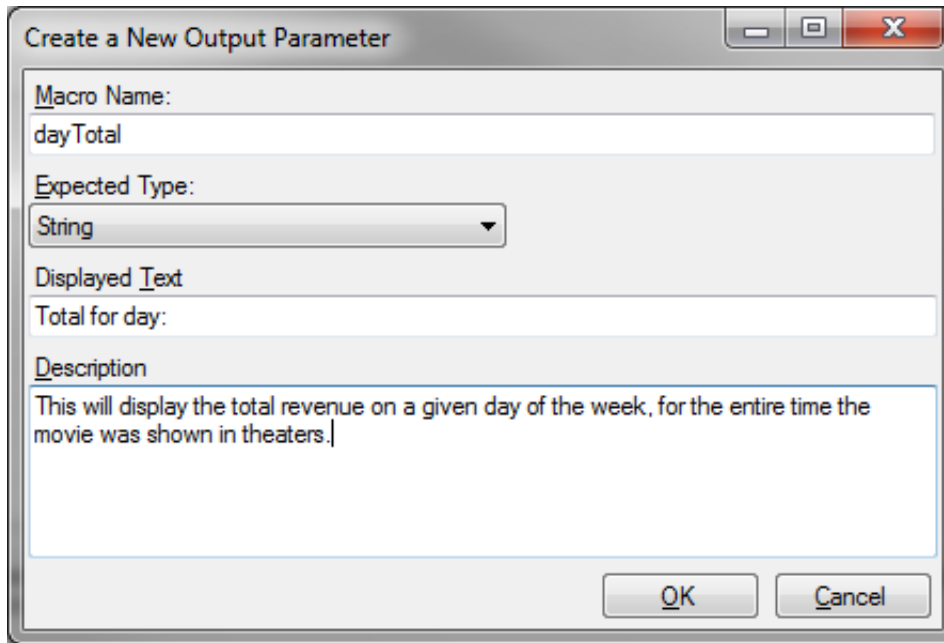 Create a New Output Parameter
Macro Name:
dayTotal
Expected Type:
String
Displayed Text
Total for day:
Description
This will display the total revenue on a given day of the week, for the entire time the
movie was shown in theaters.
OK
Cancel